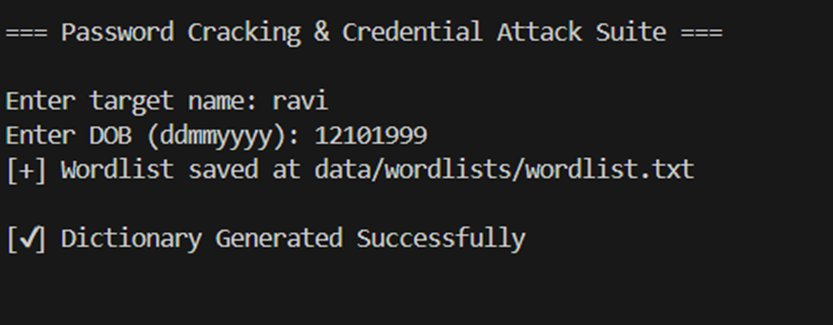 === Password Cracking & Credential Attack Suite ===
Enter target name: ravi
Enter DOB (ddmmyyyy): 12101999
[+] Wordlist saved at data/wordlists/wordlist.txt
[✓] Dictionary Generated Successfully